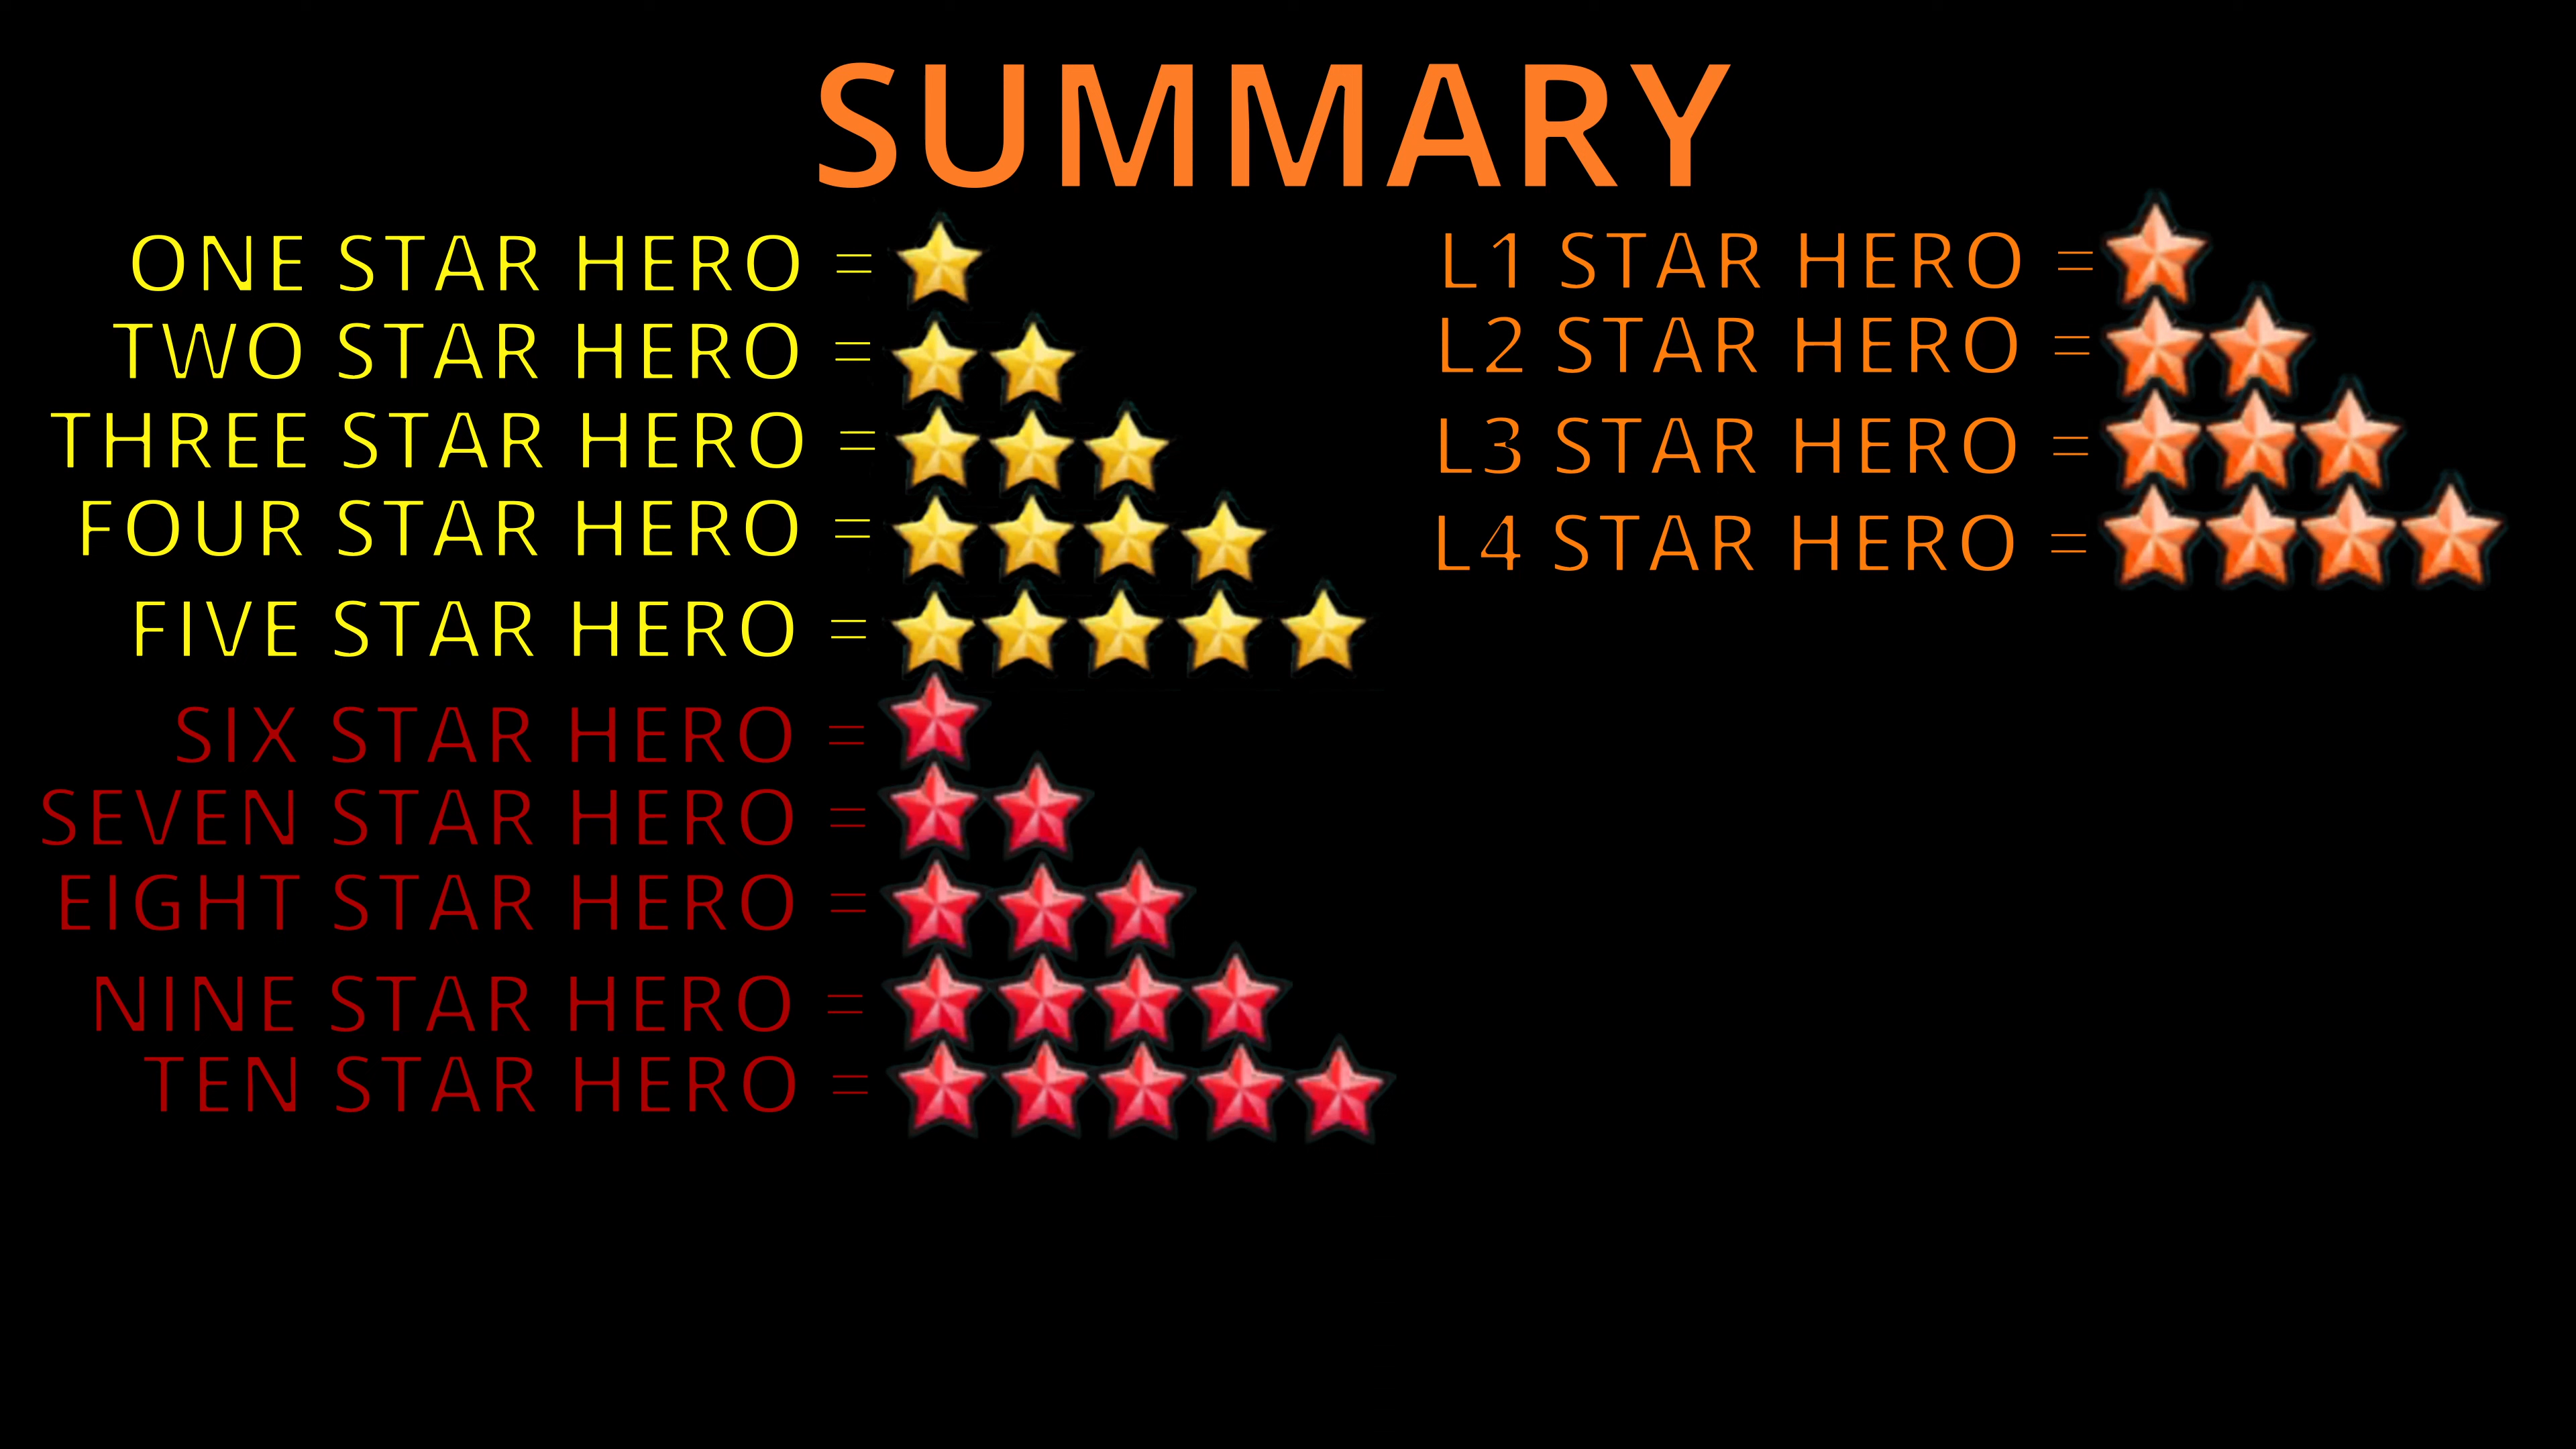 SUMMARY
ONE STAR HERO =
TWO STAR HERO =
THREE STAR HERO =
FOUR STAR HERO =
FIVE STAR HERO =
SIX STAR HERO =
SEVEN STAR HERO =
EIGHT STAR HERO =
NINE STAR HERO =
TEN STAR HERO =
L1 STAR HERO =
L2 STAR HERO =
L3 STAR HERO =
L4 STAR HERO =